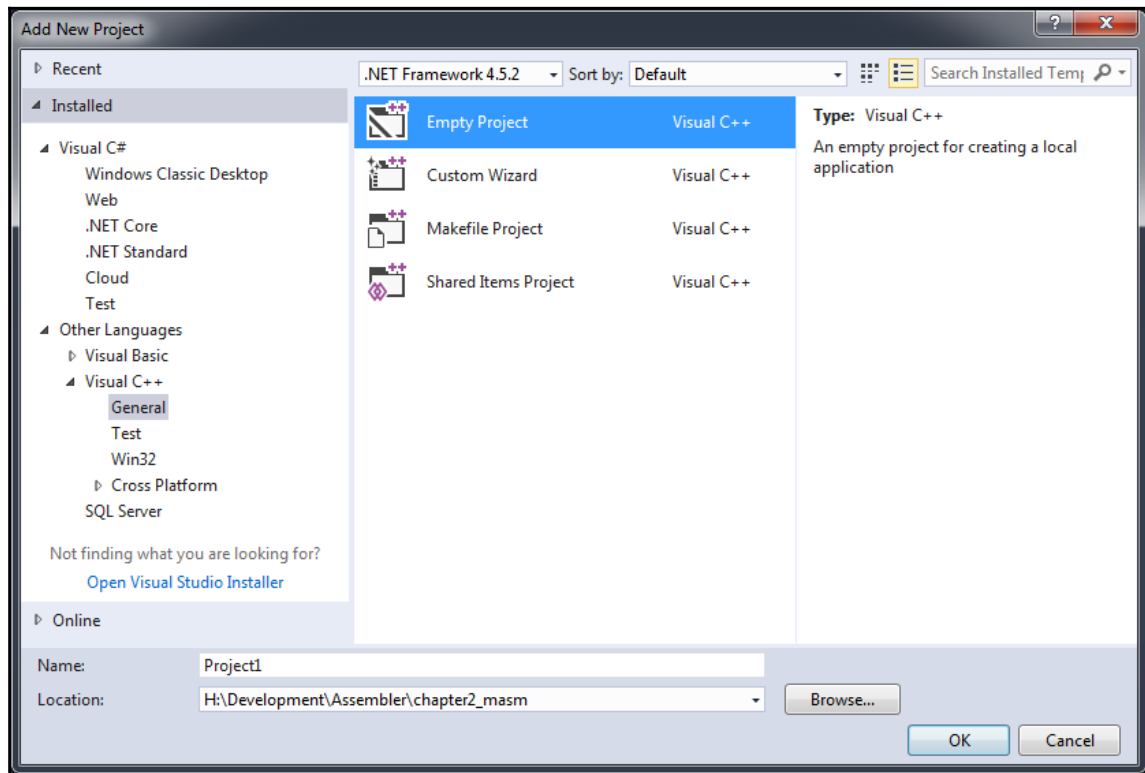 Add New Project
?
X
Recent
.NET Framework 4.5.2
Sort by:
Default
Search Installed Temp
Installed
Visual C#
Windows Classic Desktop
Web
.NET Core
.NET Standard
Cloud
Test
Other Languages
Visual Basic
Visual C++
General
Test
Win32
Cross Platform
SQL Server
Not finding what you are looking for?
Open Visual Studio Installer
Online
Empty Project Visual C++
Custom Wizard Visual C++
Makefile Project Visual C++
Shared Items Project Visual C++
Type: Visual C++
An empty project for creating a local
application
Name: Project1
Location: H:\Development\Assembler\chapter2_masm
Browse...
OK
Cancel